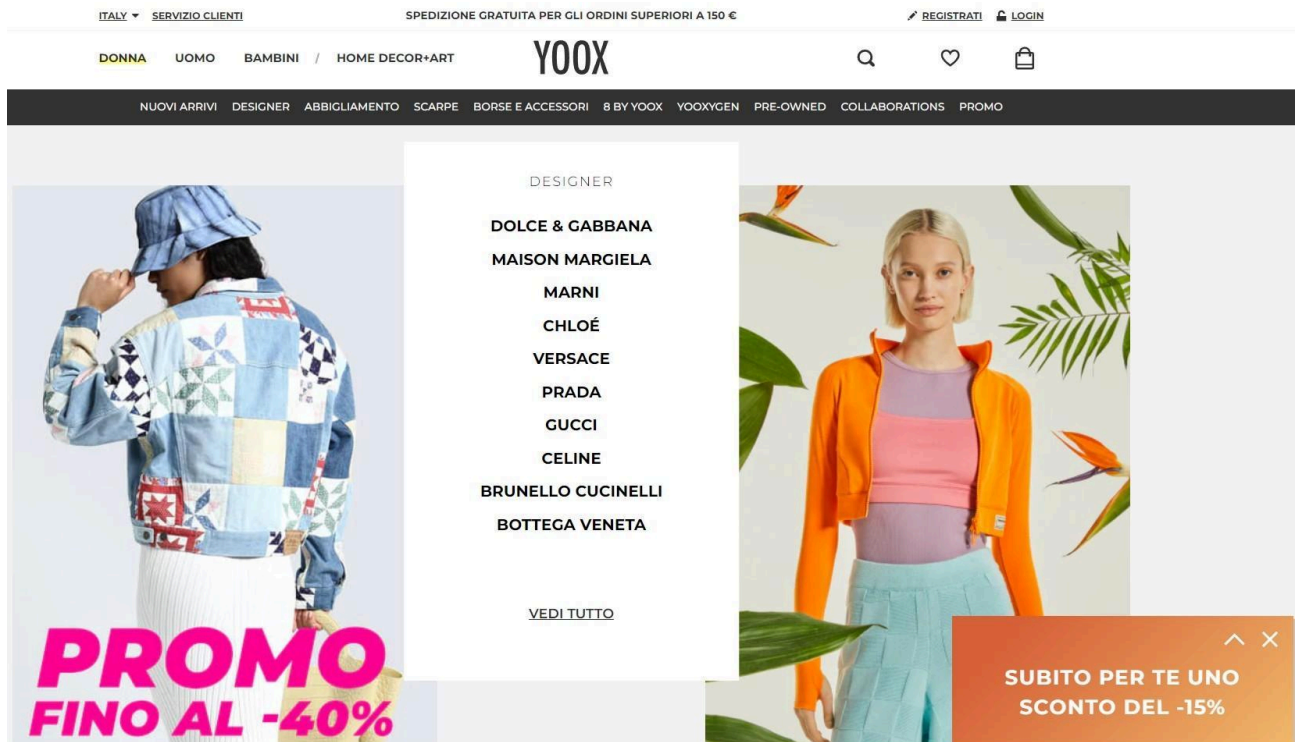 ITALY
SERVIZIO CLIENTI
SPEDIZIONE GRATUITA PER GLI ORDINI SUPERIORI A 150 €
REGISTRATI
LOGIN
DONNA
UOMO
BAMBINI
/
HOME DECOR+ART
YOOX
NUOVI ARRIVI
DESIGNER
ABBIGLIAMENTO
SCARPE
BORSE E ACCESSORI
8 BY YOOX
YOOXYGEN
PRE-OWNED
COLLABORATIONS
PROMO
DESIGNER
DOLCE & GABBANA
MAISON MARGIELA
MARNI
CHLOÉ
VERSACE
PRADA
GUCCI
CELINE
BRUNELLO CUCINELLI
BOTTEGA VENETA
VEDI TUTTO
PROMO
FINO AL -40%
SUBITO PER TE UNO
SCONTO DEL -15%